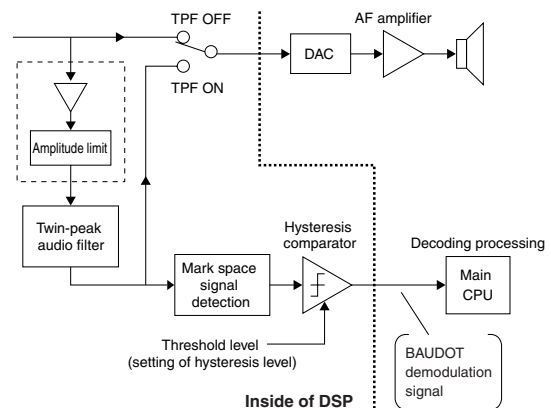 TPF OFF
AF amplifier
DAC
TPF ON
Amplitude limit
Twin-peak
audio filter
Hysteresis
comparator
Decoding processing
Mark space
signal
detection
Main
CPU
Threshold level
(setting of hysteresis level)
BAUDOT
demodulation
signal
Inside of DSP